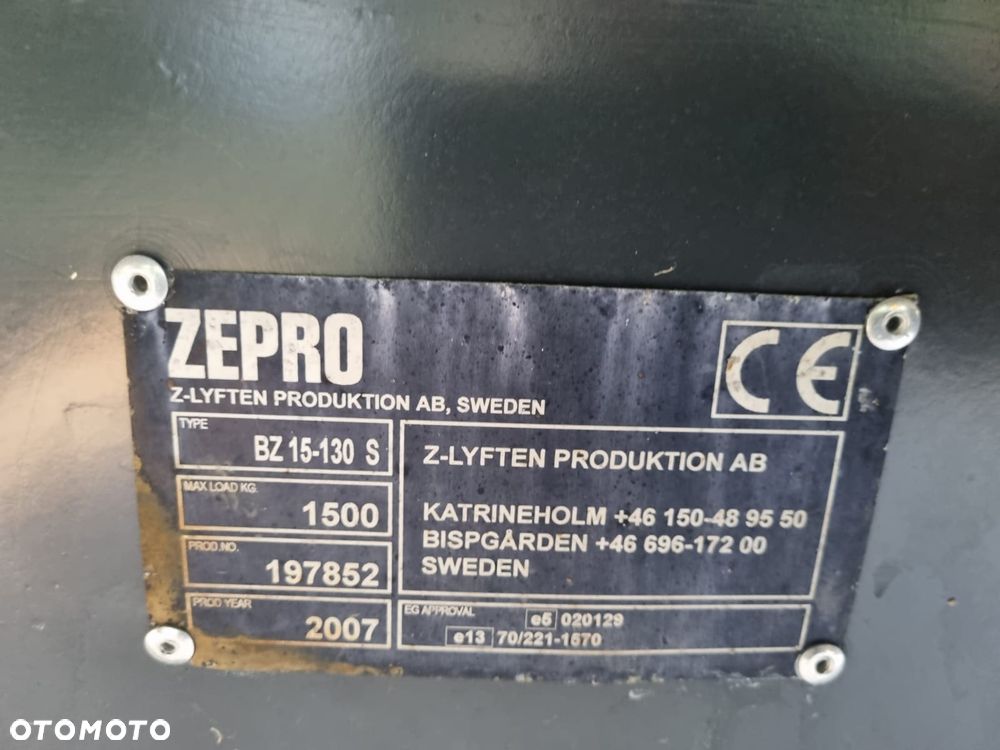 ZEPRO
CE
Z-LYFTEN PRODUKTION AB, SWEDEN
TYPE
BZ 15-130 S
MAX LOAD KG.
1500
PROD.NO.
197852
PROD YEAR
2007
Z-LYFTEN PRODUKTION AB
KATRINEHOLM +46 150-48 95 50
BISPGÅRDEN +46 696-172 00
SWEDEN
EG APPROVAL
e5 020129
e13 70/221-1570
OTOMOTO